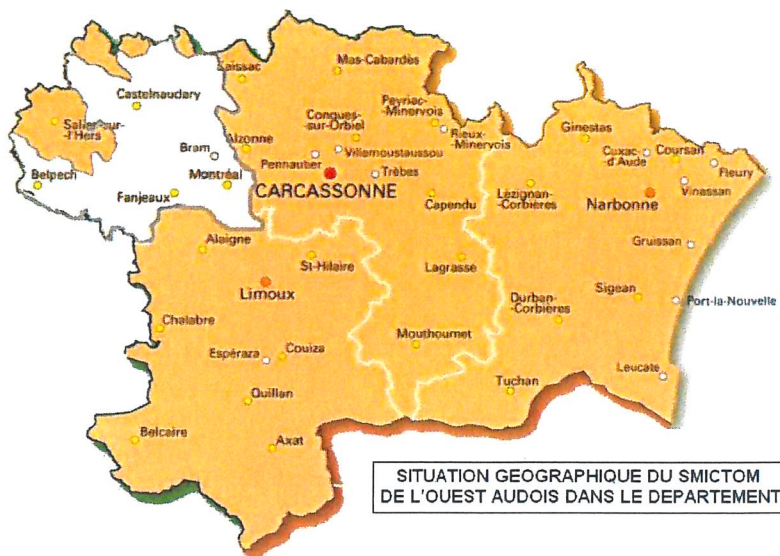 Saissac
Mas-Cabardès
Castelnaudary
Peyriac-
-Minervois
Conques-
-sur-Orbiel
Salles-sur-
-l'Hers
Rieux-
-Minervois
Ginestas
Alzonne
Villemoustaussou
Cuxac-
d'Aude
Coursan
Bram
Pennautier
Trèbes
Fleury
Belpech
Montréal
Vinassan
Fanjeaux
CARCASSONNE
Capendu
Lézignan-
Corbières
Narbonne
Alaigne
Gruissan
St-Hilaire
Lagrasse
Limoux
Durban-
-Corbières
Sigean
Port-la-Nouvelle
Chalabre
Mouthoumet
Espéraza
Couiza
Leucate
Quillan
Tuchan
Belcaire
Axat
SITUATION GEOGRAPHIQUE DU SMICTOM
DE L'OUEST AUDOIS DANS LE DEPARTEMENT